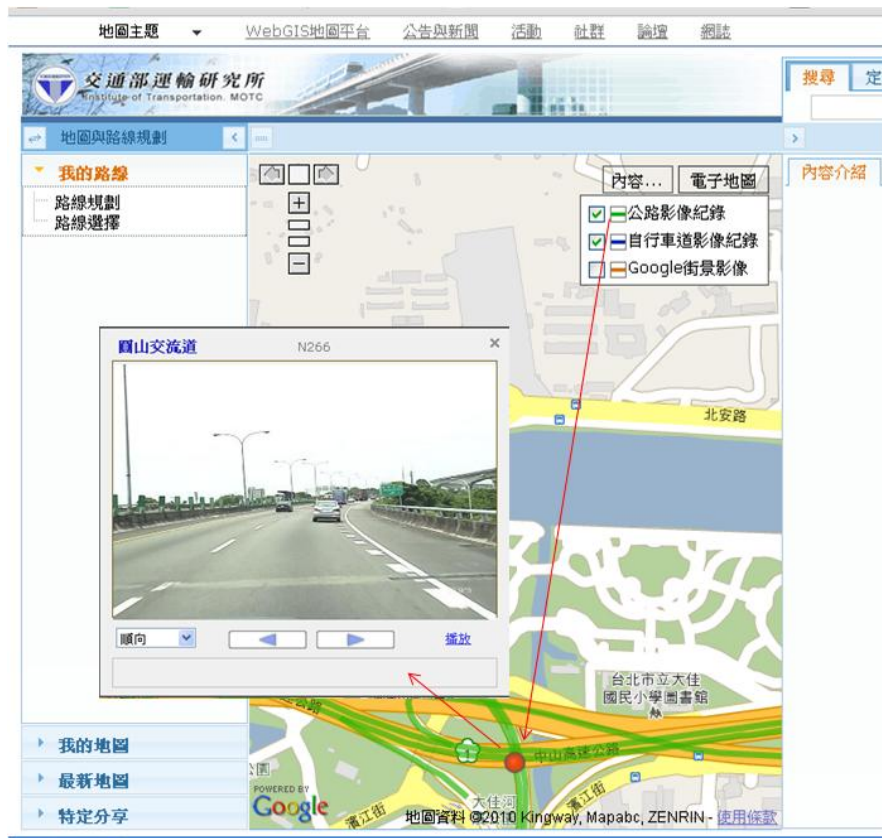 地圖主題
WebGIS地圖平台
公告與新聞
活動
社群
論壇
網誌
交通部運輸研究所
Institute of Transportation. MOTC
搜尋
定
地圖與路線規劃
我的路線
路線規劃
路線選擇
內容...
電子地圖
內容介紹
公路影像紀錄
自行車道影像紀錄
Google街景影像
圓山交流道
N266
×
北安路
順向
播放
台北市立大佳
國民小學圖書館
中山高速公路
1
公園
我的地圖
最新地圖
特定分享
POWERED BY
Google
濱江街
大佳河
濱江街
地圖資料 ©2010 Kingway, Mapabc, ZENRIN - 使用條款